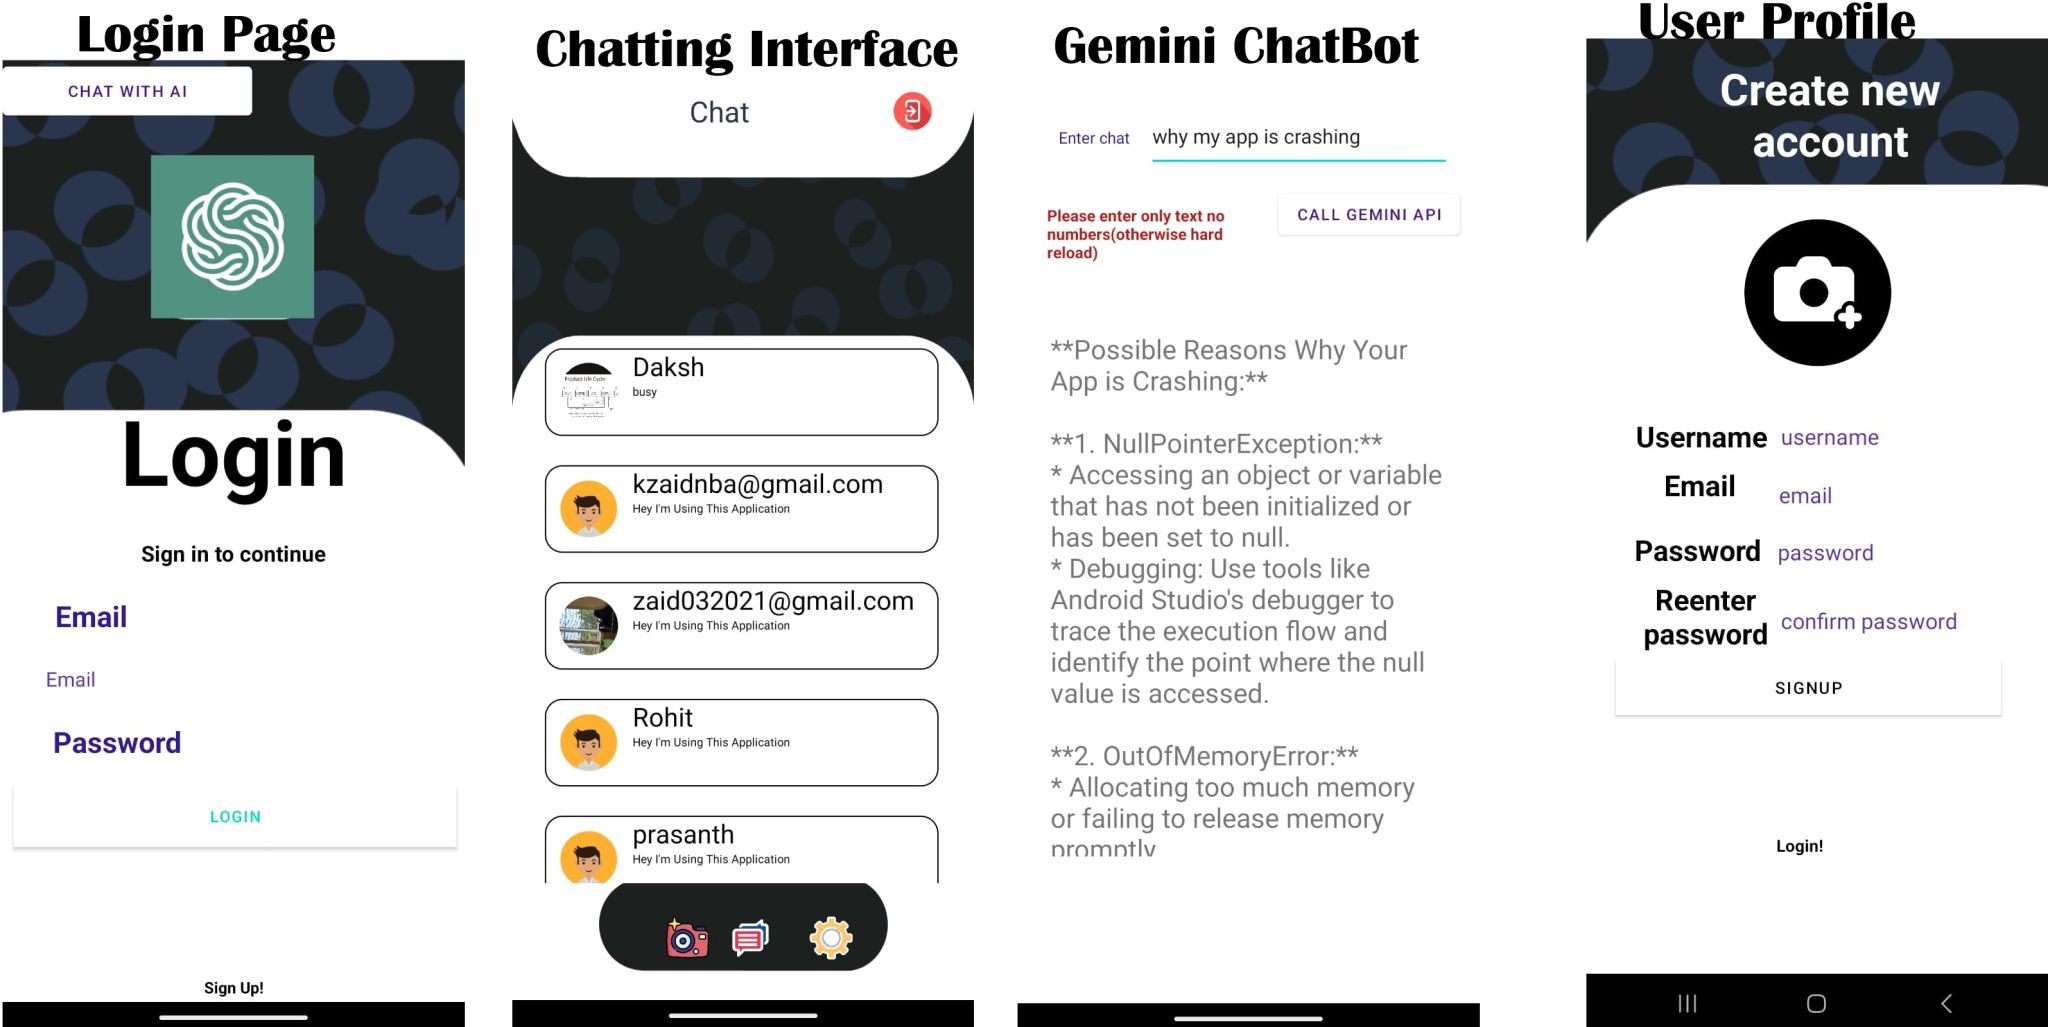 Login Page
CHAT WITH AI
Login
Sign in to continue
Email
Email
Password
LOGIN
Sign Up!
Chatting Interface
Chat
Product Life Cycle
Daksh
busy
kzaidnba@gmail.com
Hey I'm Using This Application
zaid032021@gmail.com
Hey I'm Using This Application
Rohit
Hey I'm Using This Application
prasanth
Hey I'm Using This Application
Gemini ChatBot
Enter chat
why my app is crashing
Please enter only text no
numbers(otherwise hard
reload)
CALL GEMINI API
**Possible Reasons Why Your
App is Crashing:**
**1. NullPointerException:**
* Accessing an object or variable
that has not been initialized or
has been set to null.
* Debugging: Use tools like
Android Studio's debugger to
trace the execution flow and
identify the point where the null
value is accessed.
**2. OutOfMemoryError:**
* Allocating too much memory
or failing to release memory
promptly
User Profile
Create new
account
Username username
Email email
Password password
Reenter
password confirm password
SIGNUP
Login!